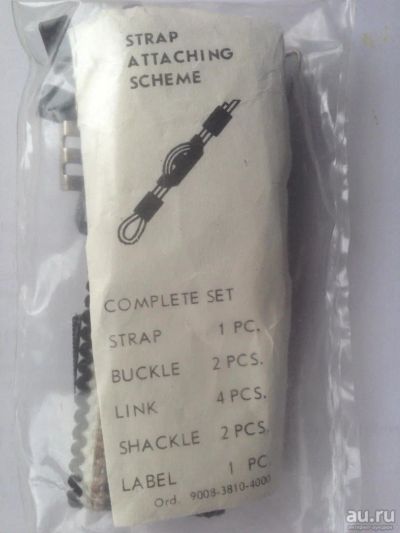 STRAP
ATTACHING
SCHEME
COMPLETE SET
STRAP 1 PC.
BUCKLE 2 PCS.
LINK 4 PCS.
SHACKLE 2 PCS.
LABEL 1 PC.
Ord. 9008-3810-4000
au.ru